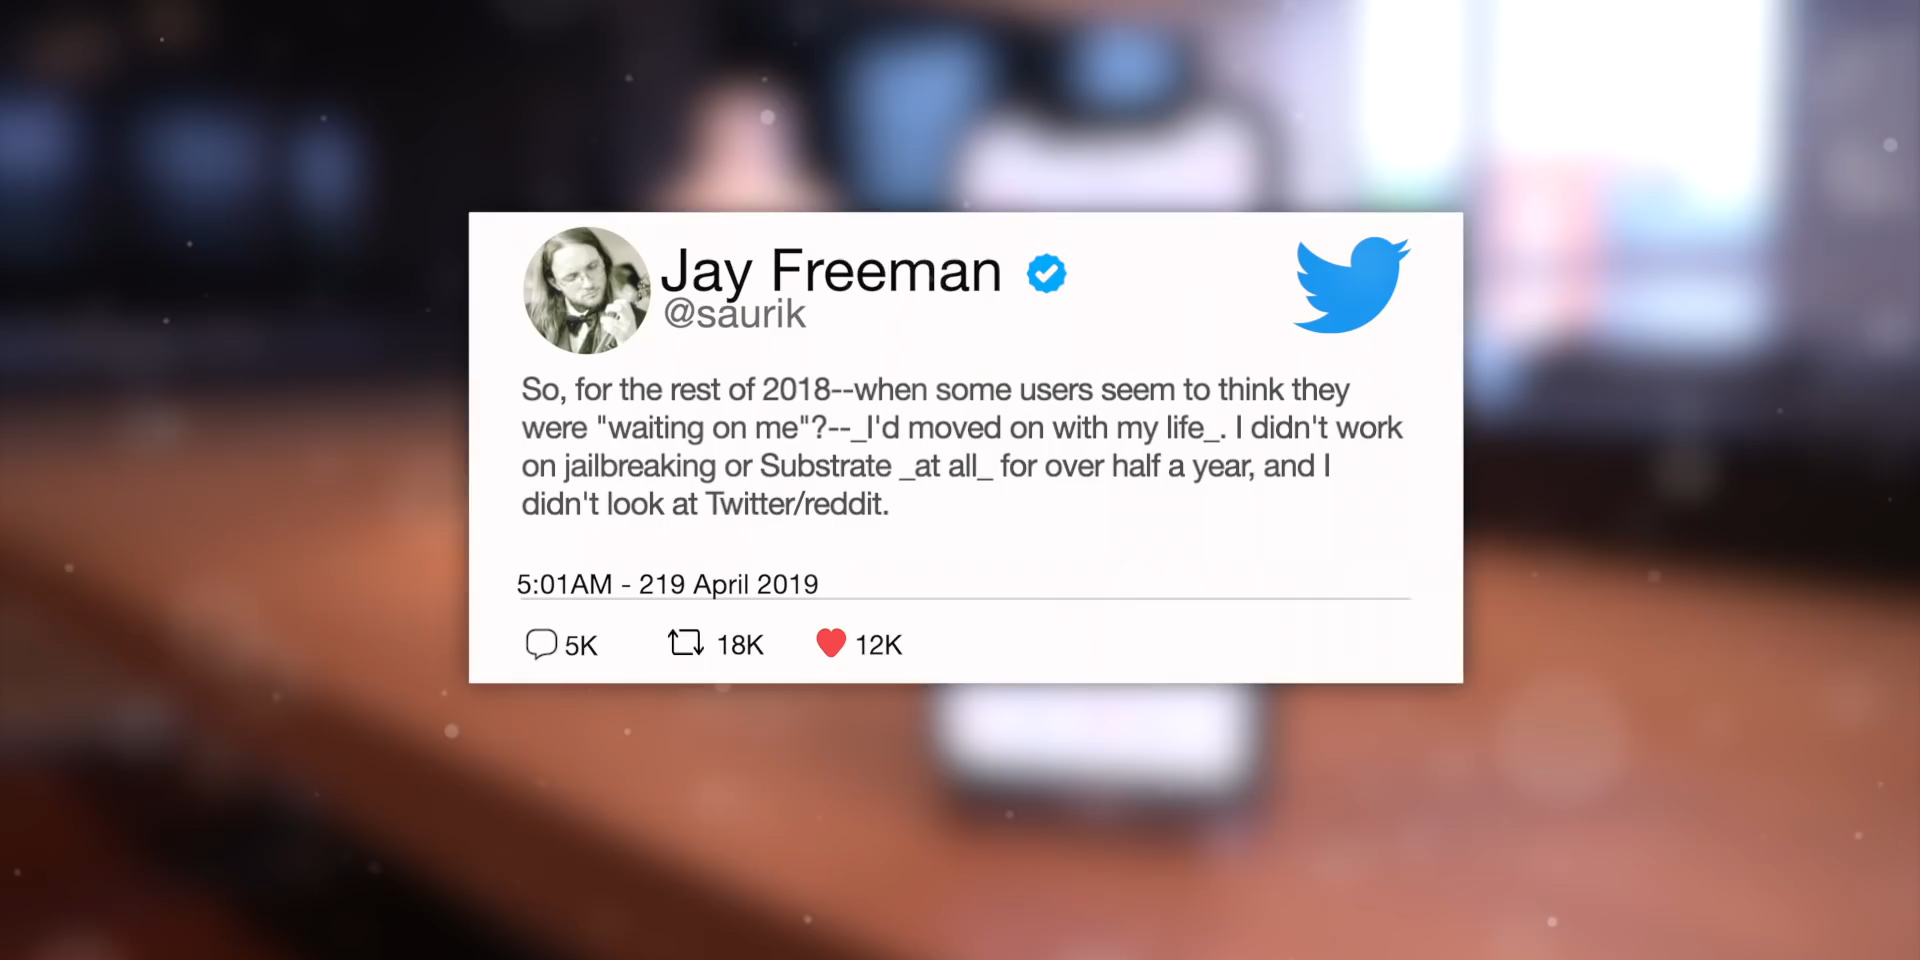 Jay Freeman
@saurik
So, for the rest of 2018--when some users seem to think they
were "waiting on me"?--_I'd moved on with my life_. I didn't work
on jailbreaking or Substrate _at all_ for over half a year, and I
didn't look at Twitter/reddit.
5:01AM - 219 April 2019
5K 18K 12K